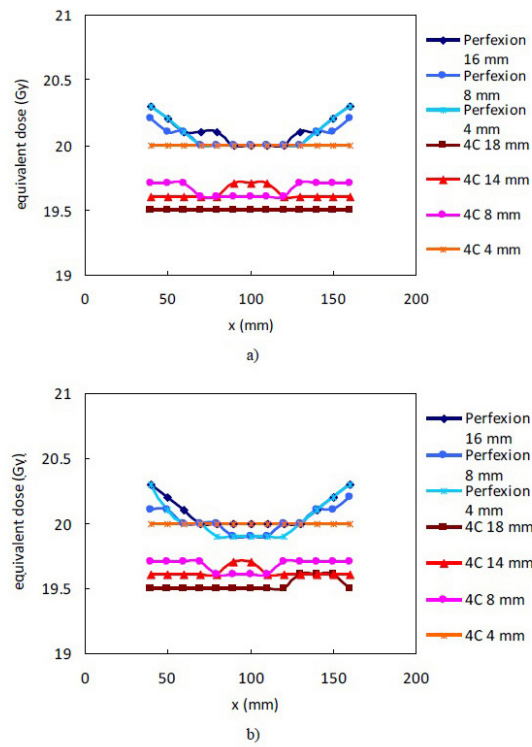 21
20.5
20
19.5
19
equivalent dose (Gy)
0
50
100
150
200
x (mm)
Perfexion
16 mm
Perfexion
8 mm
Perfexion
4 mm
4C 18 mm
4C 14 mm
4C 8 mm
4C 4 mm
a)
21
20.5
20
19.5
19
equivalent dose (Gy)
0
50
100
150
200
x (mm)
Perfexion
16 mm
Perfexion
8 mm
Perfexion
4 mm
4C 18 mm
4C 14 mm
4C 8 mm
4C 4 mm
b)